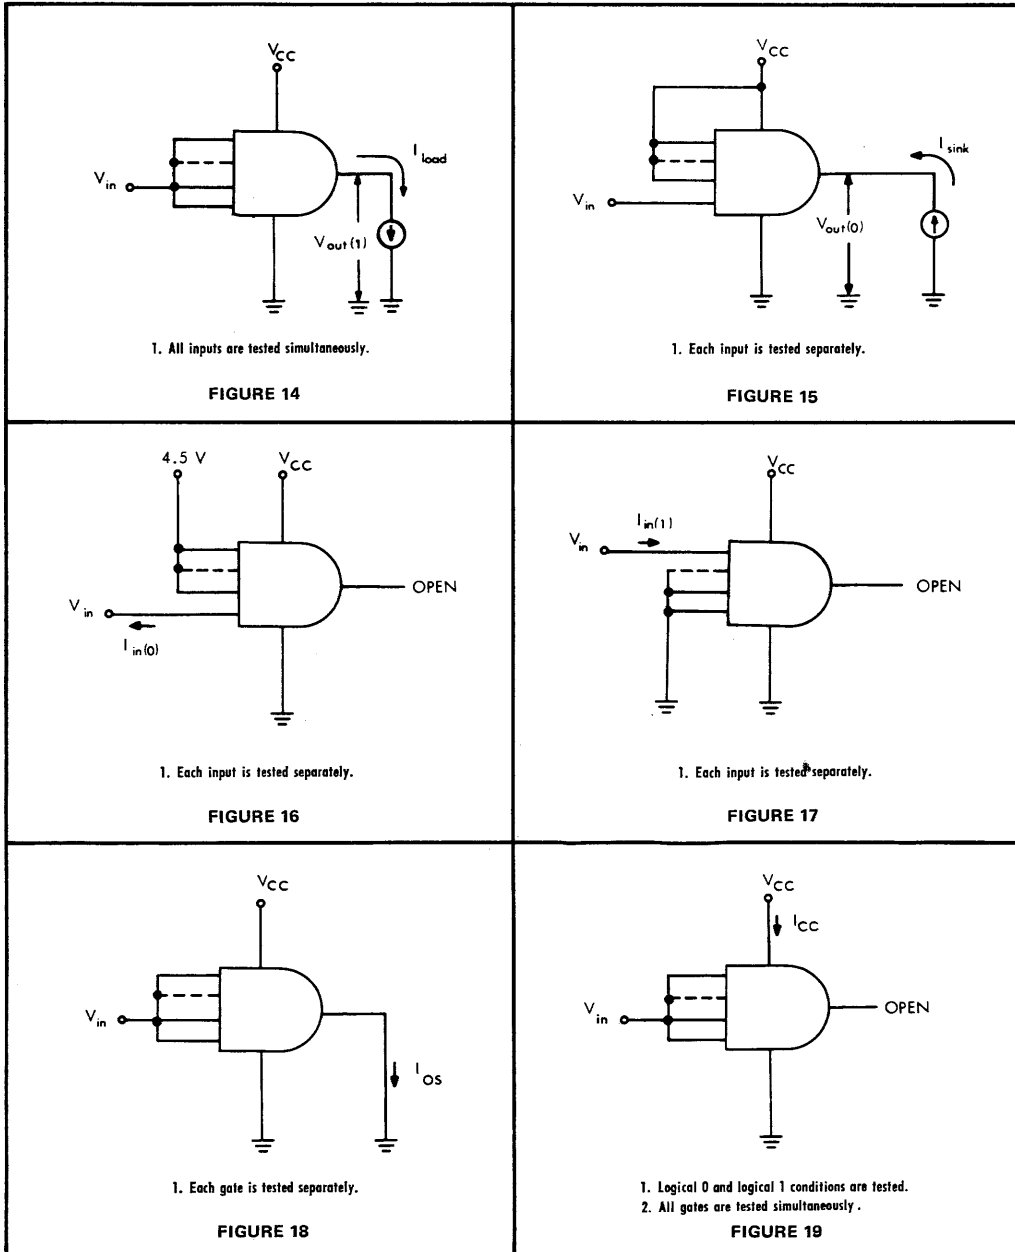 VCC
Vin
Iload
Vout(1)
1. All inputs are tested simultaneously.
FIGURE 14
VCC
Isink
Vin
Vout(0)
1. Each input is tested separately.
FIGURE 15
4.5 V
VCC
OPEN
Vin
Iin(0)
1. Each input is tested separately.
FIGURE 16
VCC
Iin(1)
Vin
OPEN
1. Each input is tested separately.
FIGURE 17
VCC
Vin
IOS
1. Each gate is tested separately.
FIGURE 18
VCC
ICC
Vin
OPEN
1. Logical 0 and logical 1 conditions are tested.
2. All gates are tested simultaneously.
FIGURE 19